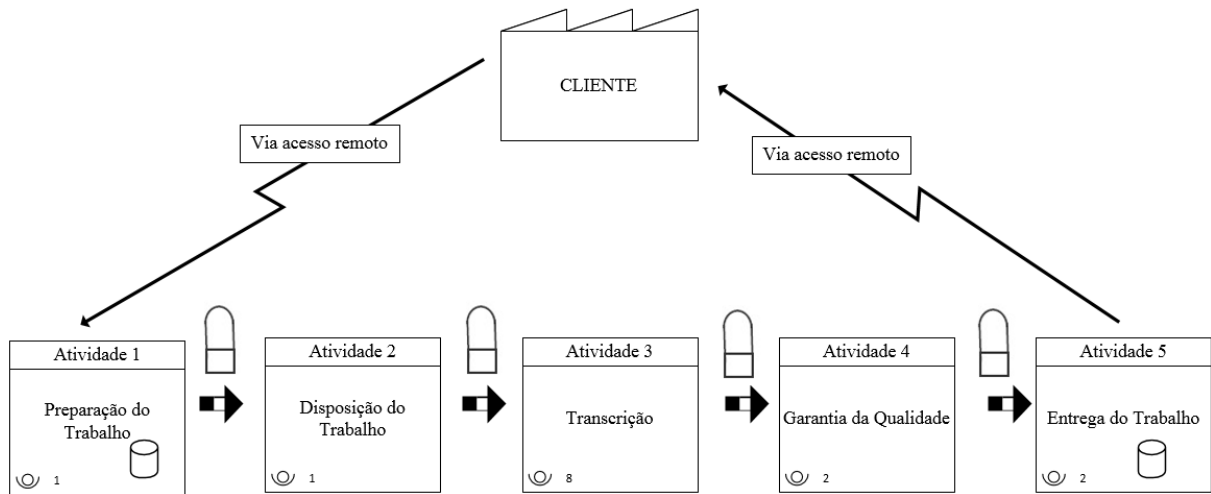 CLIENTE
Via acesso remoto
Via acesso remoto
Atividade 1
Preparação do
Trabalho
1
Atividade 2
Disposição do
Trabalho
1
Atividade 3
Transcrição
8
Atividade 4
Garantia da Qualidade
2
Atividade 5
Entrega do Trabalho
2